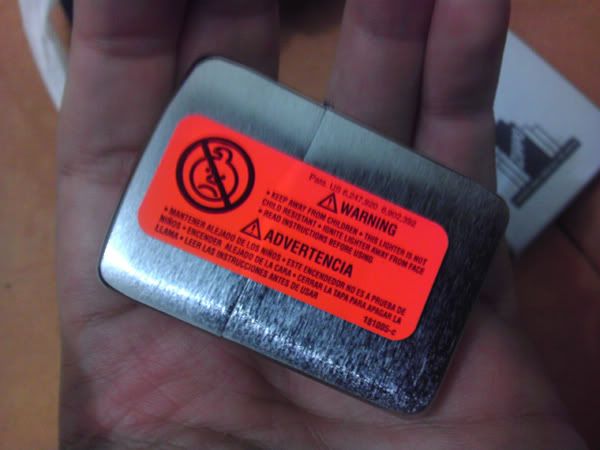 Pats. US 6,247,920 6,902,392
WARNING
• KEEP AWAY FROM CHILDREN • THIS LIGHTER IS NOT
CHILD RESISTANT • IGNITE LIGHTER AWAY FROM FACE
• READ INSTRUCTIONS BEFORE USING
ADVERTENCIA
• MANTENER ALEJADO DE LOS NIÑOS • ESTE ENCENDEDOR NO ES A PRUEBA DE
NIÑOS • ENCENDER ALEJADO DE LA CARA • CERRAR LA TAPA PARA APAGAR LA
LLAMA • LEER LAS INSTRUCCIONES ANTES DE USAR
181005-c